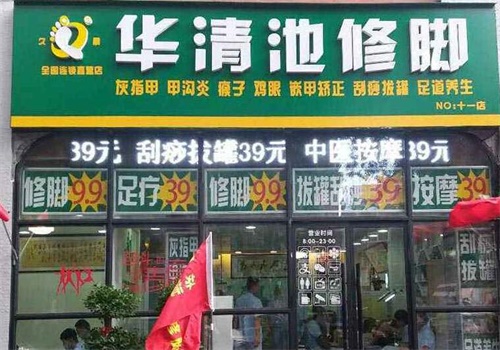 久 景
全国连锁直营店
华清池修脚
灰指甲 甲沟炎 瘊子 鸡眼 嵌甲矫正 刮痧拔罐 足道养生
NO:十一店
39元 刮痧拔罐39元 中医按摩39元
修脚9.9
足疗39
修脚9.9
拔罐刮痧39
按摩39
营业时间
8:00-23:00
灰指甲
刮痧
拔罐